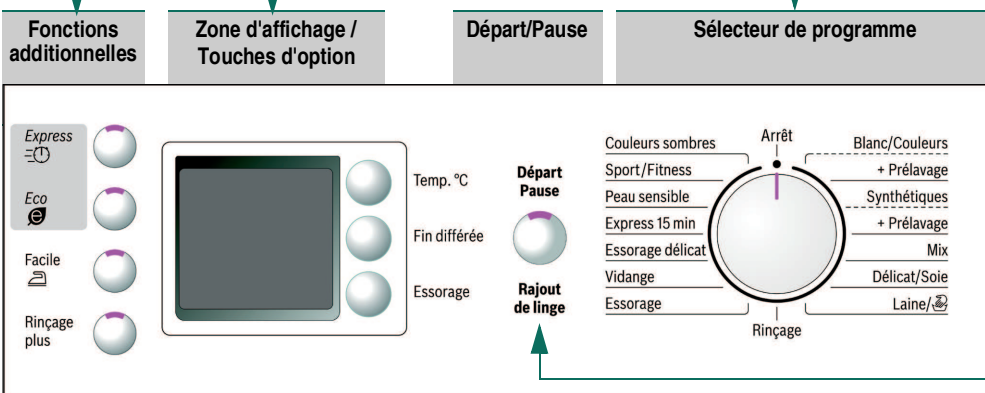 Fonctions
additionnelles
Zone d'affichage /
Touches d'option
Départ/Pause
Sélecteur de programme
Express
Eco
Facile
Rinçage
plus
Temp. °C
Fin différée
Essorage
Départ
Pause
Rajout
de linge
Arrêt
Couleurs sombres
Sport/Fitness
Peau sensible
Express 15 min
Essorage délicat
Vidange
Essorage
Rinçage
Blanc/Couleurs
+ Prélavage
Synthétiques
+ Prélavage
Mix
Délicat/Soie
Laine/